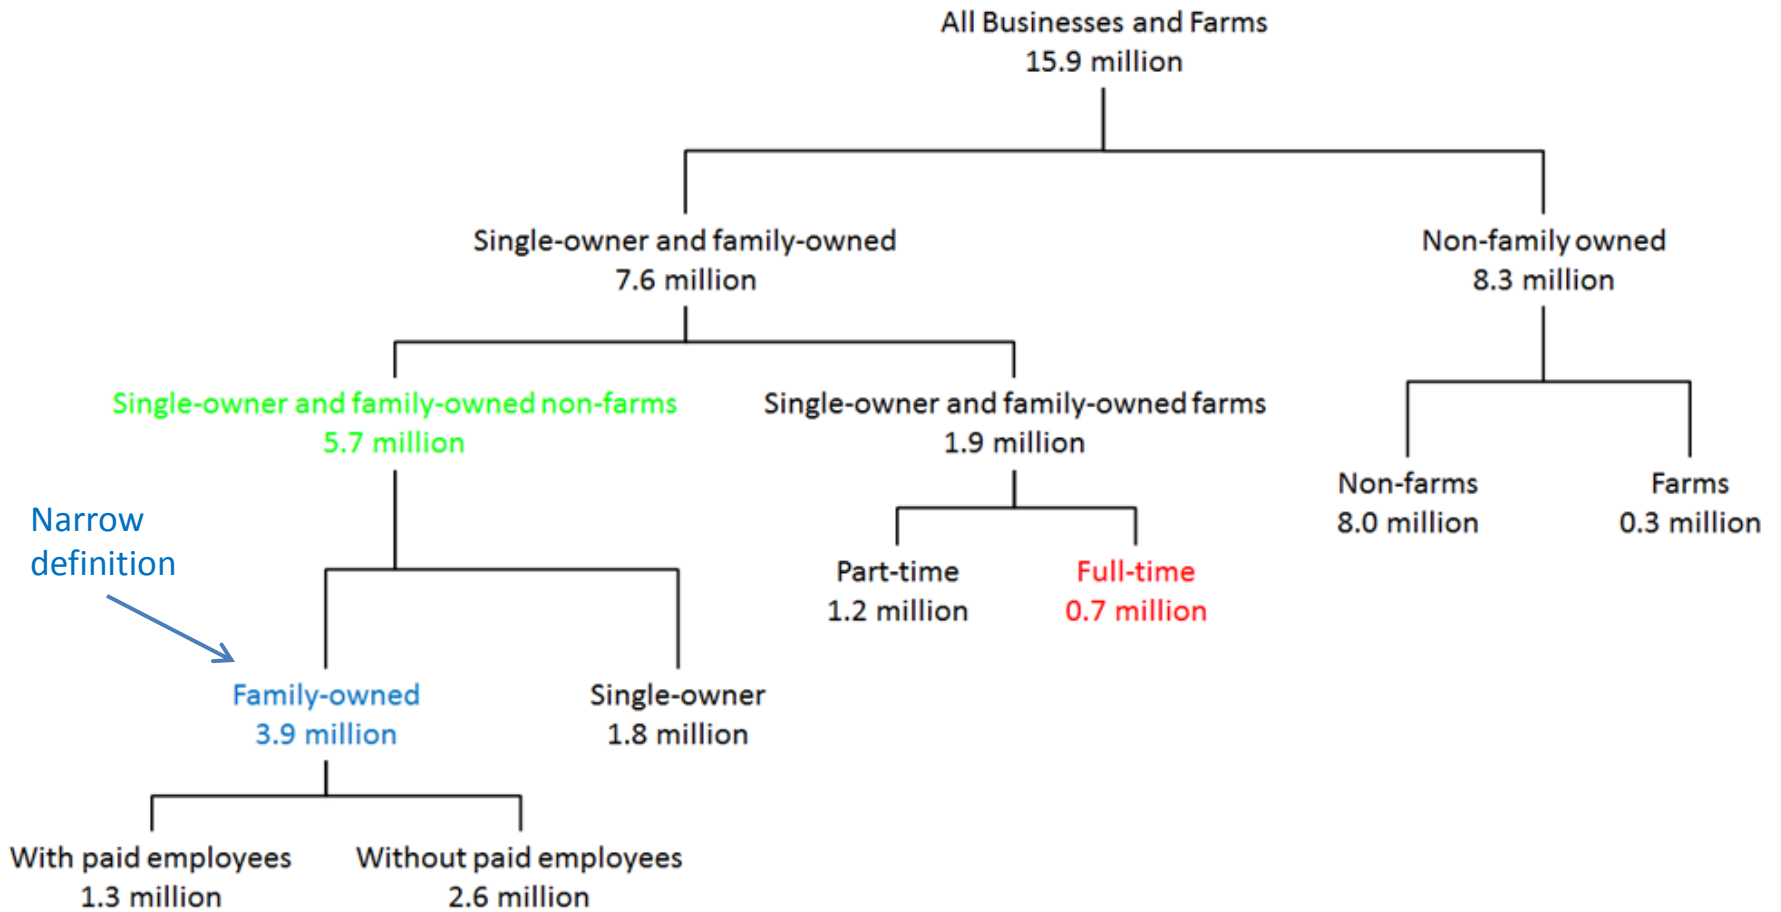 All Businesses and Farms
15.9 million
Single-owner and family-owned
7.6 million
Non-family owned
8.3 million
Single-owner and family-owned non-farms
5.7 million
Single-owner and family-owned farms
1.9 million
Non-farms
8.0 million
Farms
0.3 million
Narrow
definition
Part-time
1.2 million
Full-time
0.7 million
Family-owned
3.9 million
Single-owner
1.8 million
With paid employees
1.3 million
Without paid employees
2.6 million